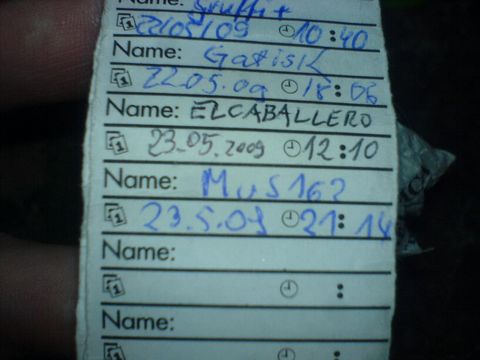 22/05/09 10:40
Name: Gatisk
22.05.09 18:06
Name: ELCABALLERO
23.05.2009 12:10
Name: Mus162
23.5.09 21:14
Name:
:
Name: